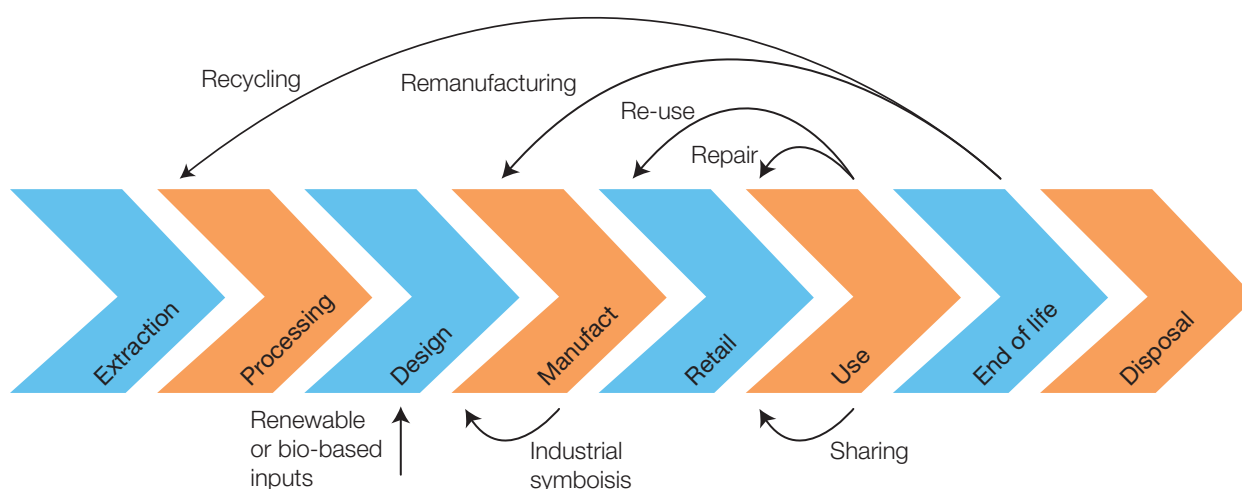 Recycling
Remanufacturing
Re-use
Repair
Extraction
Processing
Design
Manufact
Retail
Use
End of life
Disposal
Renewable
or bio-based
inputs
Industrial
symboisis
Sharing